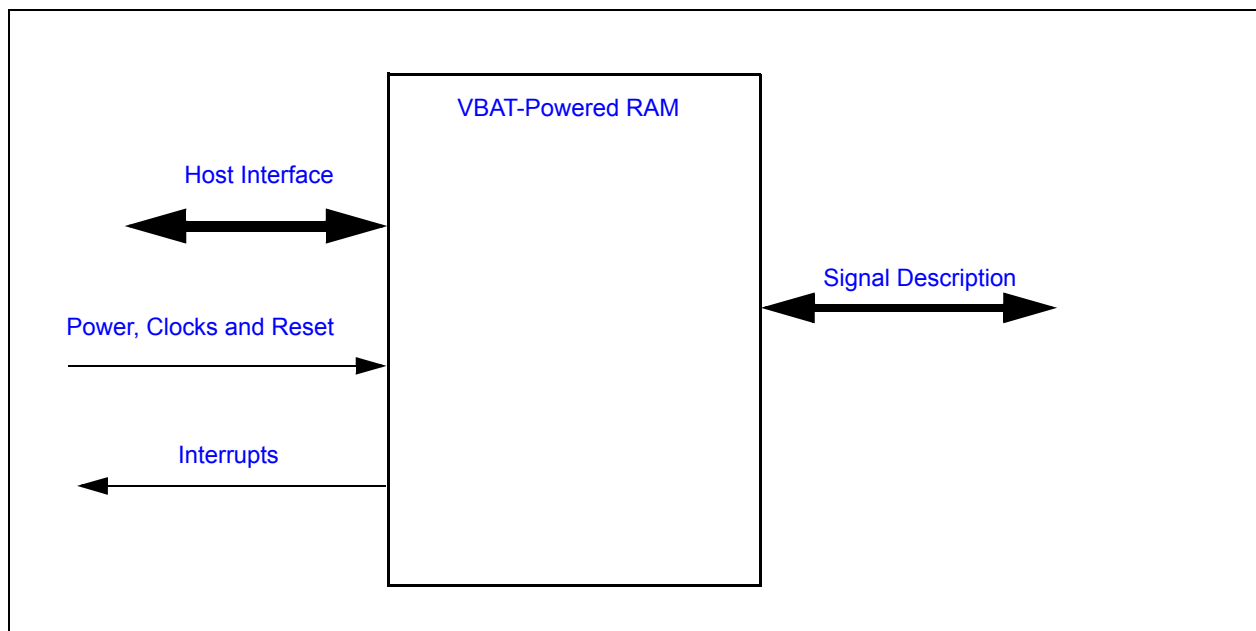 VBAT-Powered RAM
Host Interface
Signal Description
Power, Clocks and Reset
Interrupts